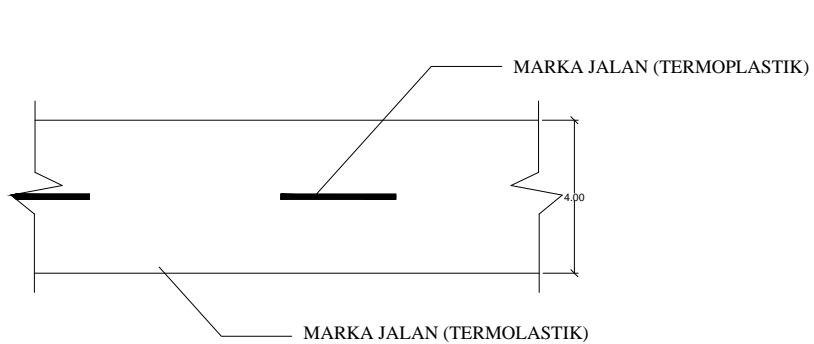 MARKA JALAN (TERMOPLASTIK)
4.00
MARKA JALAN (TERMOLASTIK)